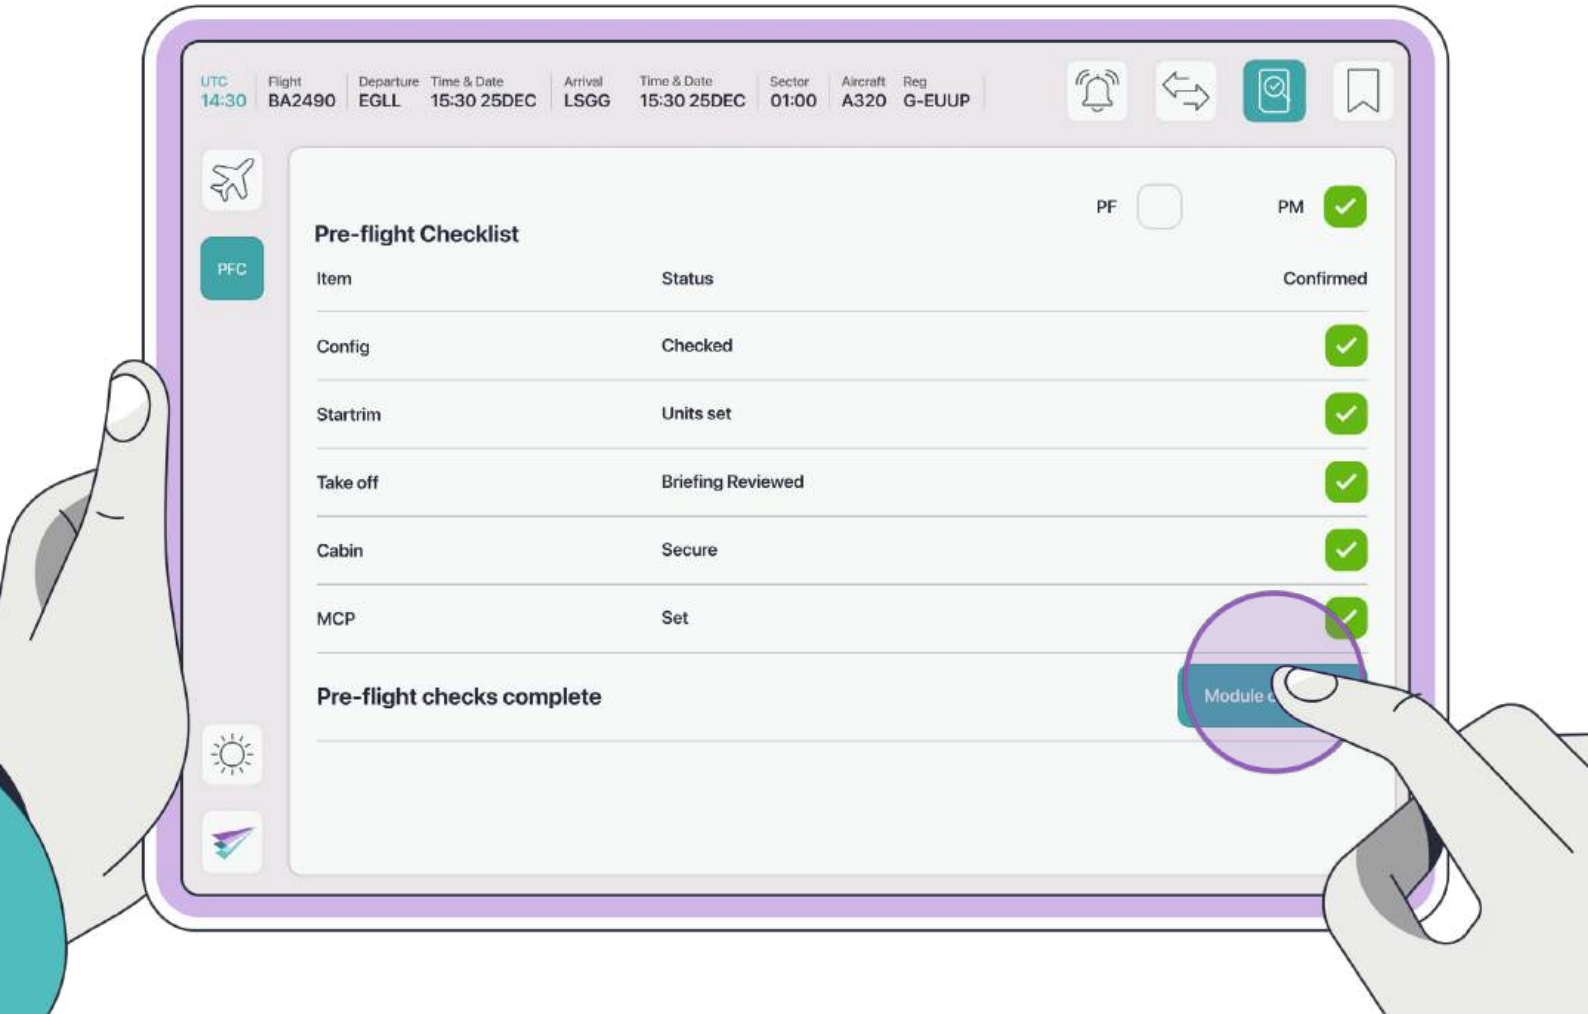 UTC Flight Departure Time & Date Arrival Time & Date Sector Aircraft Reg
14:30 BA2490 EGLL 15:30 25DEC LSGG 15:30 25DEC 01:00 A320 G-EUUP
PF PM
Pre-flight Checklist
PFC
Item Status Confirmed
Config Checked
Startrim Units set
Take off Briefing Reviewed
Cabin Secure
MCP Set
Pre-flight checks complete Module